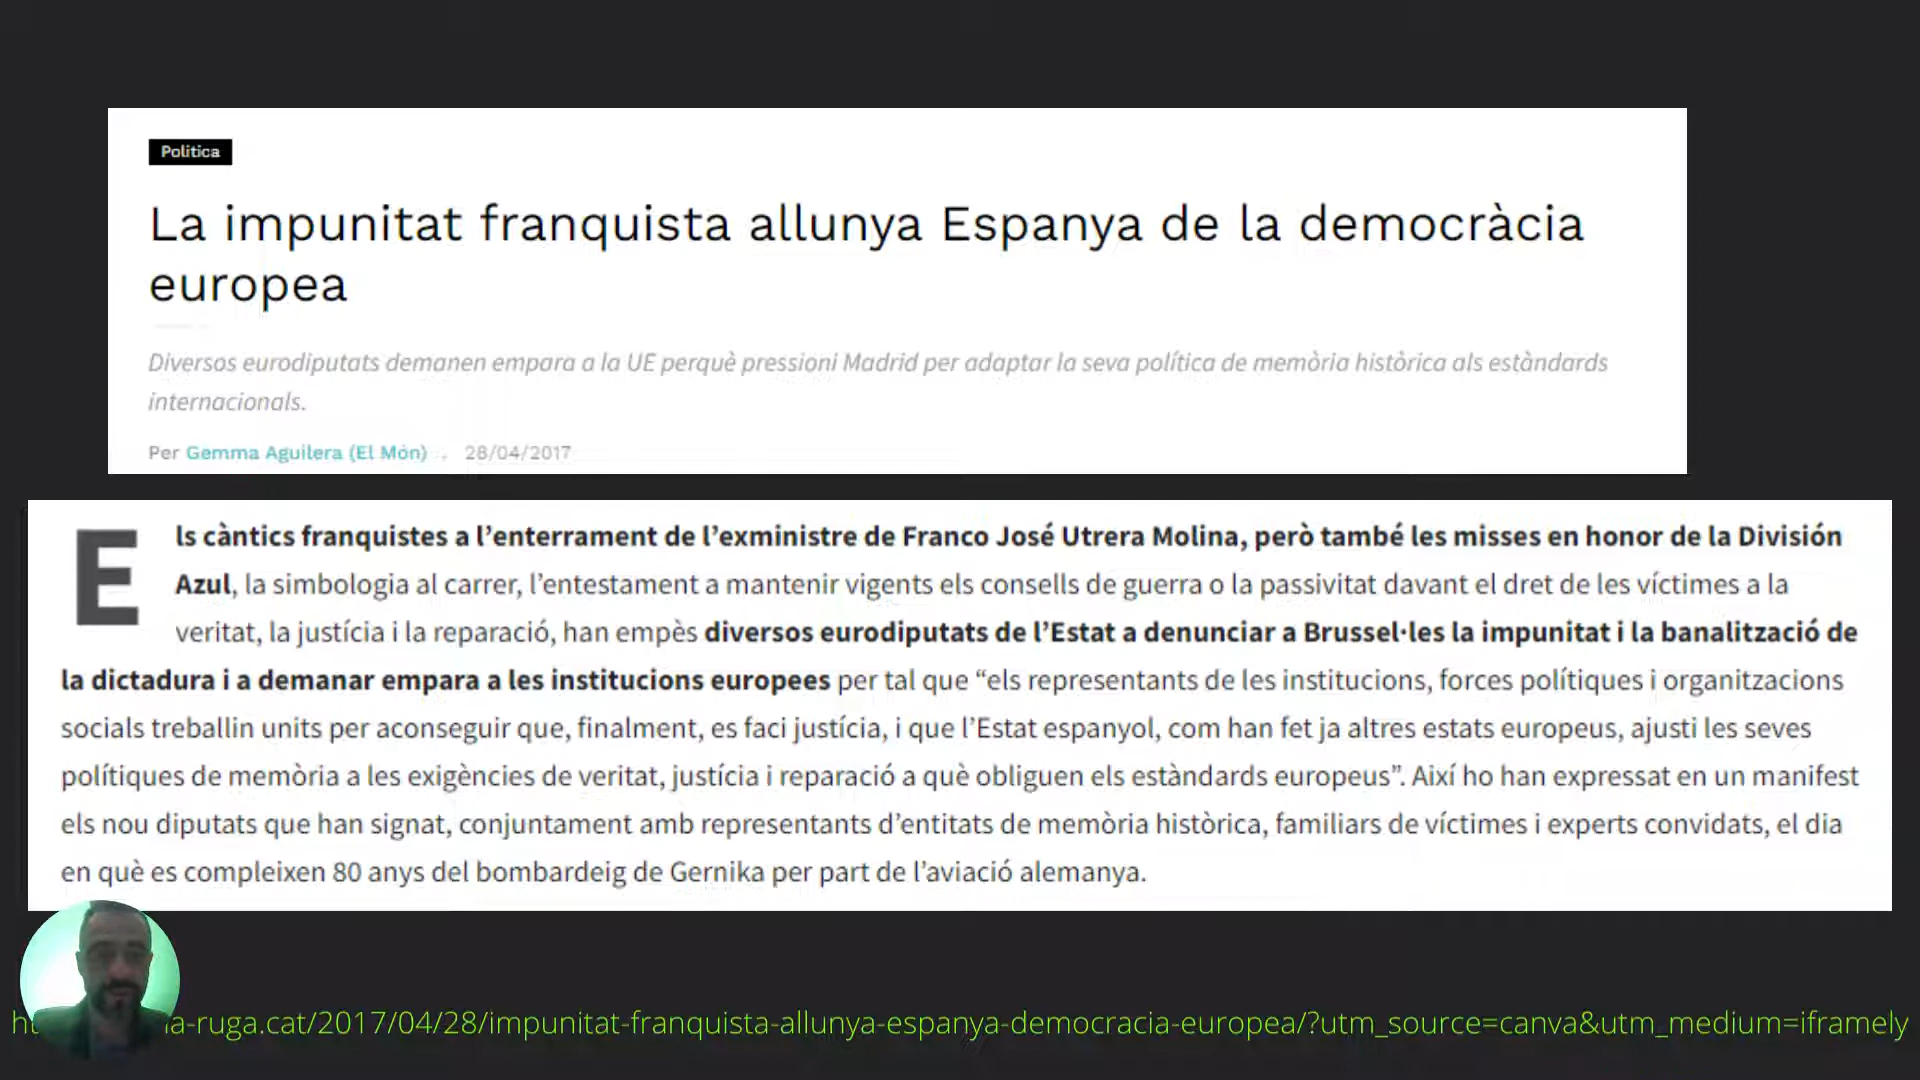 Política
La impunitat franquista allunya Espanya de la democràcia
europea
Diversos eurodiputats demanen empara a la UE perquè pressioni Madrid per adaptar la seva política de memòria històrica als estàndards
internacionals.
Per Gemma Aguilera (El Món) . 28/04/2017
Els càntics franquistes a l’enterrament de l’exministre de Franco José Utrera Molina, però també les misses en honor de la División
Azul, la simbologia al carrer, l’entestament a mantenir vigents els consells de guerra o la passivitat davant el dret de les víctimes a la
veritat, la justícia i la reparació, han empès diversos eurodiputats de l’Estat a denunciar a Brussel·les la impunitat i la banalització de
la dictadura i a demanar empara a les institucions europees per tal que “els representants de les institucions, forces polítiques i organitzacions
socials treballin units per aconseguir que, finalment, es faci justícia, i que l’Estat espanyol, com han fet ja altres estats europeus, ajusti les seves
polítiques de memòria a les exigències de veritat, justícia i reparació a què obliguen els estàndards europeus”. Així ho han expressat en un manifest
els nou diputats que han signat, conjuntament amb representants d’entitats de memòria històrica, familiars de víctimes i experts convidats, el dia
en què es compleixen 80 anys del bombardeig de Gernika per part de l’aviació alemanya.
la-ruga.cat/2017/04/28/impunitat-franquista-allunya-espanya-democracia-europea/?utm_source=canva&utm_medium=iframely